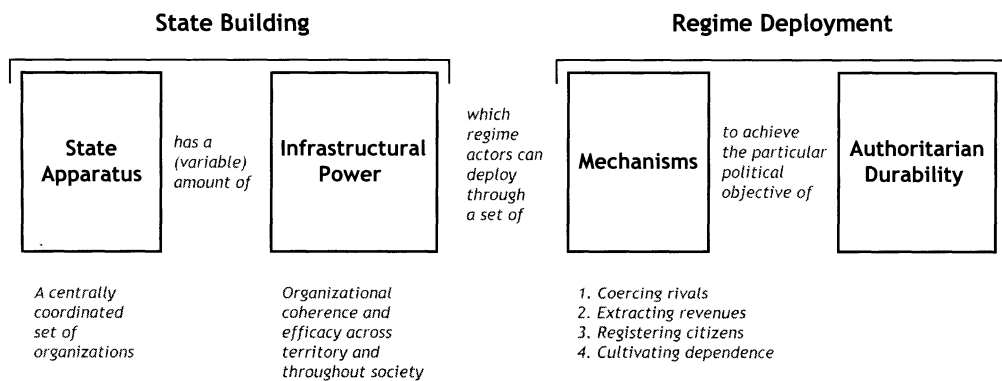 State Building
Regime Deployment
State
Apparatus
has a
(variable)
amount of
Infrastructural
Power
which
regime
actors can
deploy
through
a set of
Mechanisms
to achieve
the particular
political
objective of
Authoritarian
Durability
A centrally
coordinated
set of
organizations
Organizational
coherence and
efficacy across
territory and
throughout society
1. Coercing rivals
2. Extracting revenues
3. Registering citizens
4. Cultivating dependence